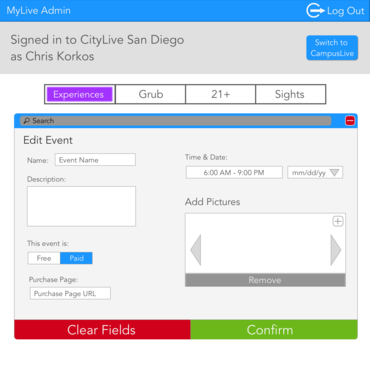 MyLive Admin
Log Out
Signed in to CityLive San Diego
as Chris Korkos
Switch to
CampusLive
Experiences
Grub
21+
Sights
Search
Edit Event
Name:
Event Name
Time & Date:
6:00 AM - 9:00 PM
mm/dd/yy
Description:
Add Pictures
This event is:
Free
Paid
Remove
Purchase Page:
Purchase Page URL
Clear Fields
Confirm